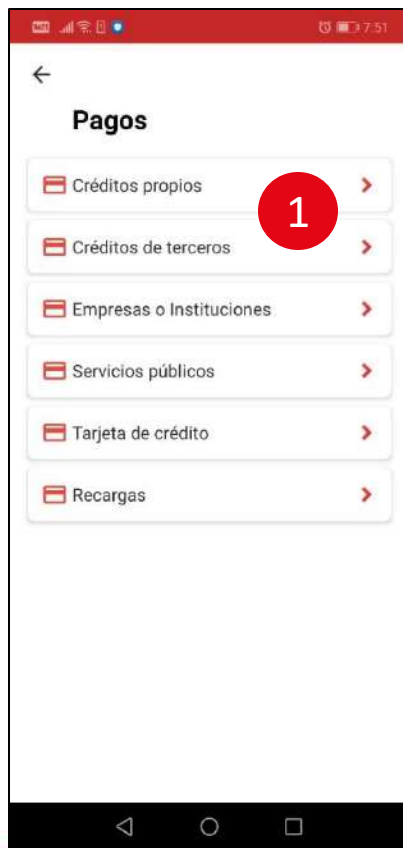 7:51
Pagos
Créditos propios
1
Créditos de terceros
Empresas o Instituciones
Servicios públicos
Tarjeta de crédito
Recargas